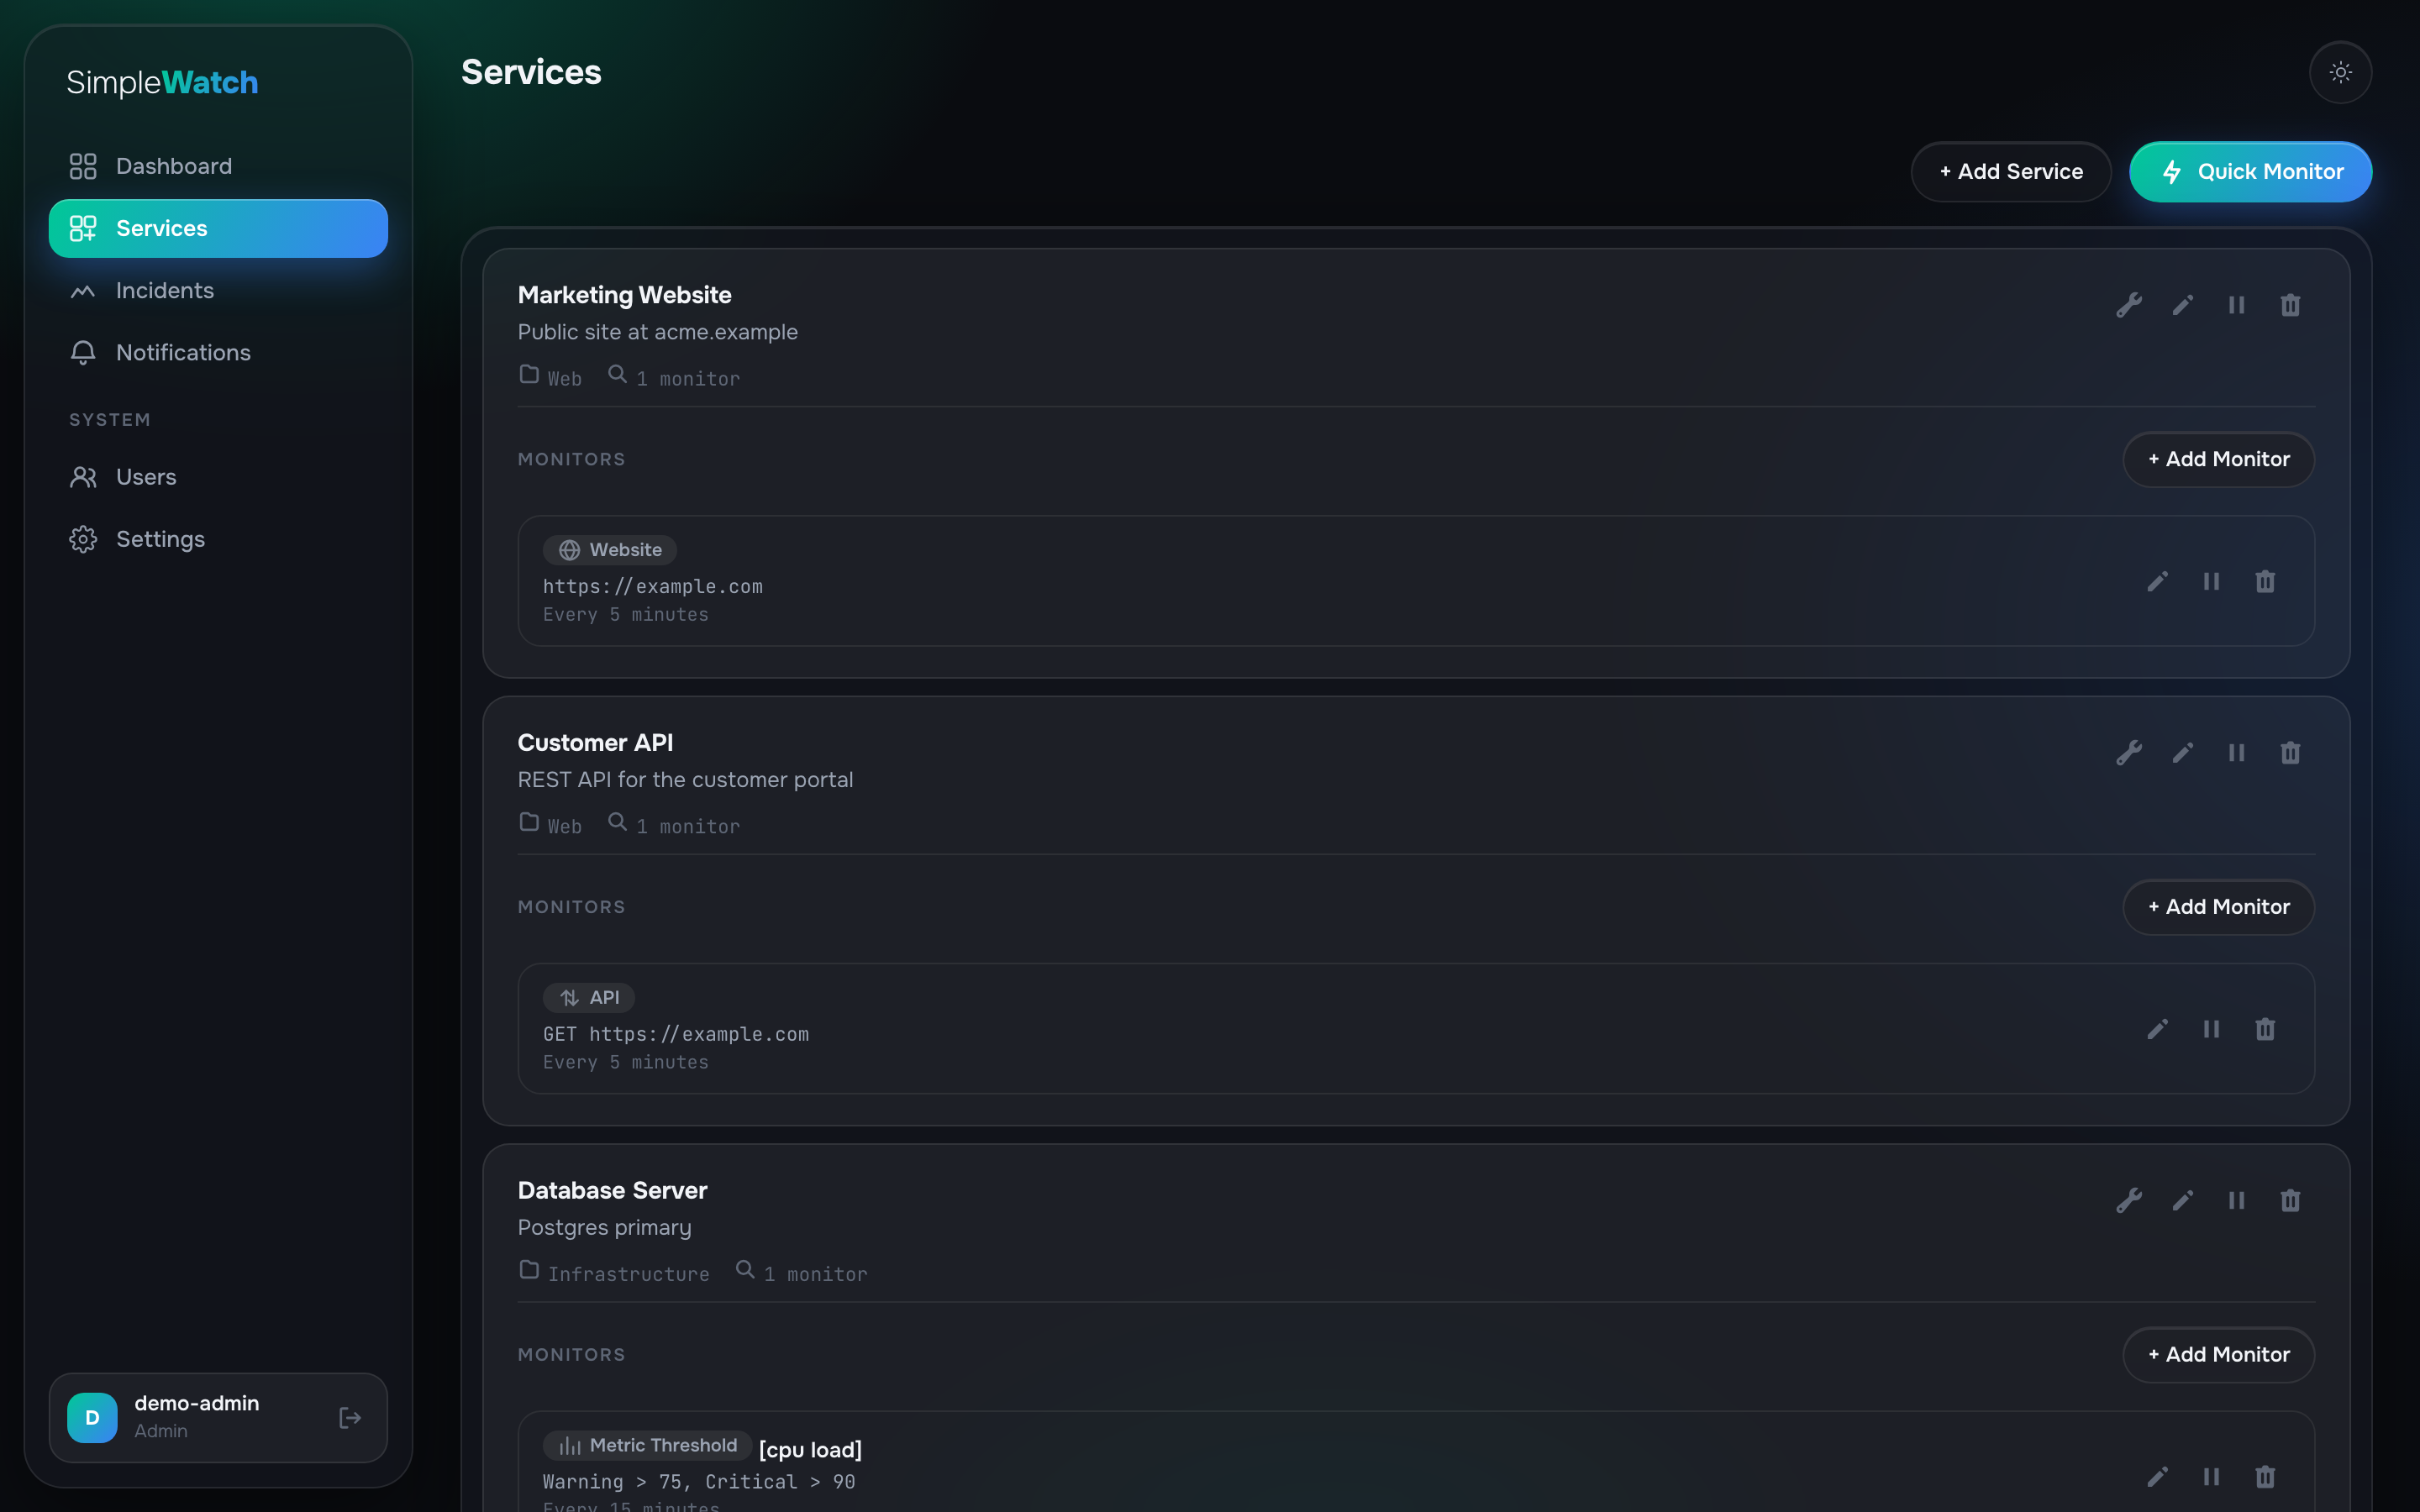 SimpleWatch
Dashboard
Services
Incidents
Notifications
SYSTEM
Users
Settings
D
demo-admin
Admin
Services
+ Add Service
Quick Monitor
Marketing Website
Public site at acme.example
Web 1 monitor
MONITORS
+ Add Monitor
Website
https://example.com
Every 5 minutes
Customer API
REST API for the customer portal
Web 1 monitor
MONITORS
+ Add Monitor
API
GET https://example.com
Every 5 minutes
Database Server
Postgres primary
Infrastructure 1 monitor
MONITORS
+ Add Monitor
Metric Threshold [cpu load]
Warning > 75, Critical > 90
Every 15 minutes